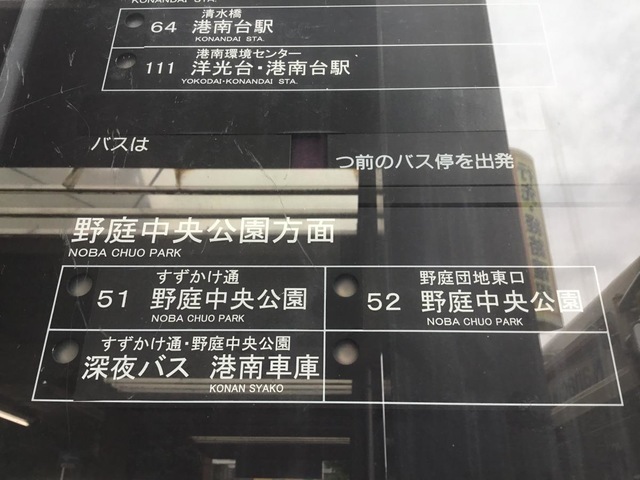 KONANDAI STA.
清水橋
64 港南台駅
KONANDAI STA.
港南環境センター
111 洋光台・港南台駅
YOKODAI・KONANDAI STA.
バスは
つ前のバス停を出発
野庭中央公園方面
NOBA CHUO PARK
すずかけ通
51 野庭中央公園
NOBA CHUO PARK
野庭団地東口
52 野庭中央公園
NOBA CHUO PARK
すずかけ通・野庭中央公園
深夜バス 港南車庫
KONAN SYAKO